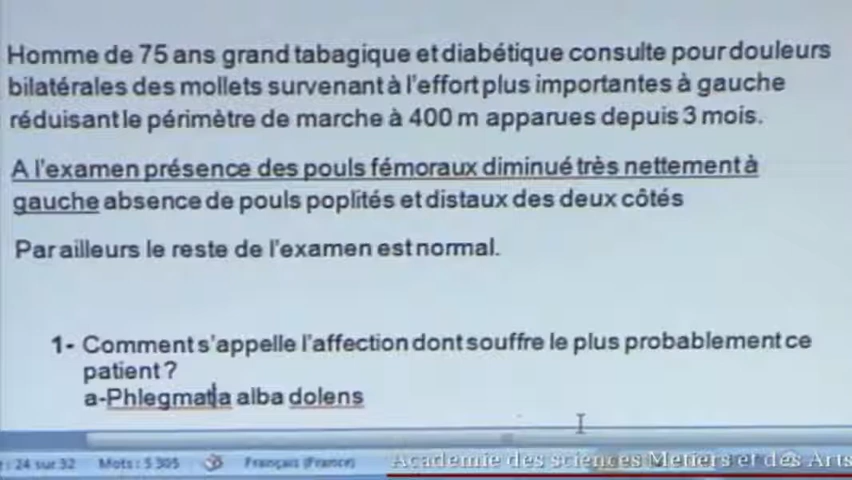 Homme de 75 ans grand tabagique et diabétique consulte pour douleurs
bilatérales des mollets survenant à l'effort plus importantes à gauche
réduisant le périmètre de marche à 400 m apparues depuis 3 mois.
A l'examen présence des pouls fémoraux diminué très nettement à
gauche absence de pouls poplités et distaux des deux côtés
Par ailleurs le reste de l'examen est normal.
1- Comment s'appelle l'affection dont souffre le plus probablement ce
patient ?
a-Phlegmatia alba dolens
: 24 sur 32 Mots : 5 305 Français (France) Académie des sciences Metiers et des Arts